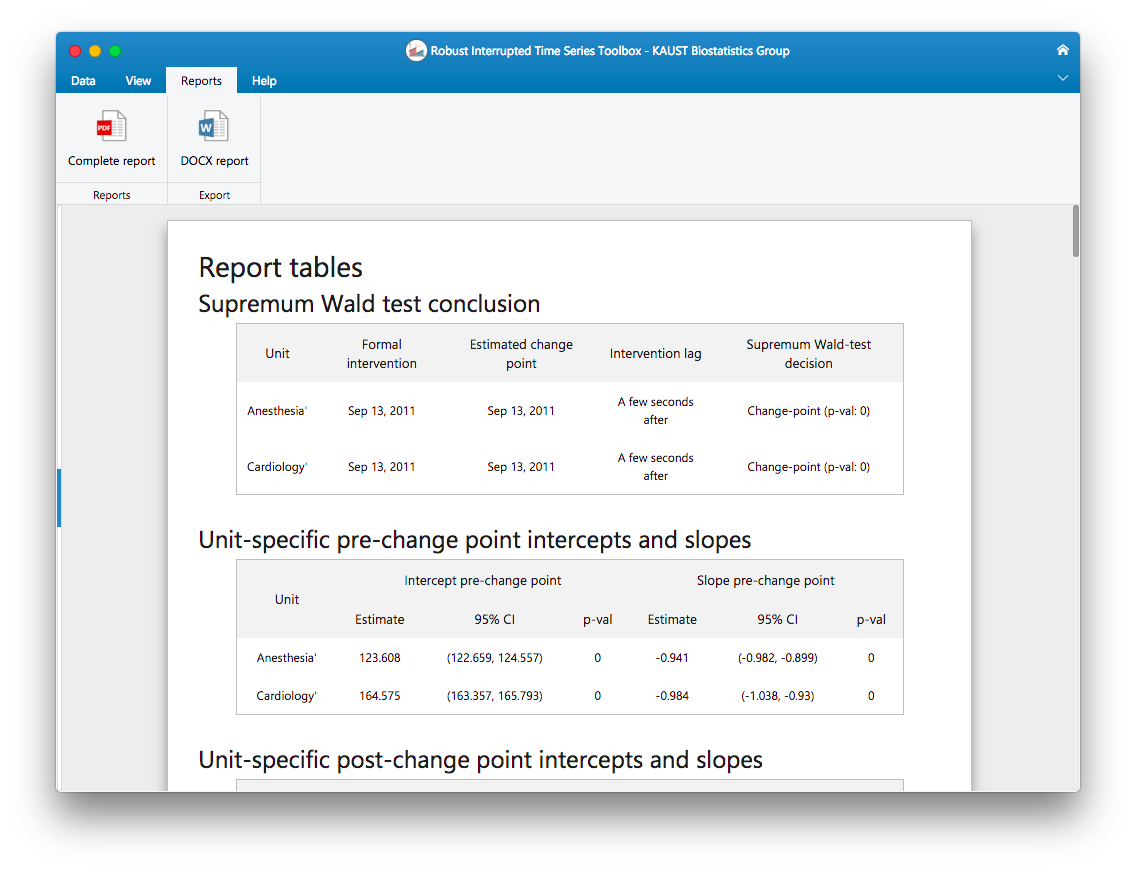 Robust Interrupted Time Series Toolbox - KAUST Biostatistics Group
Data View Reports Help
Complete report DOCX report
Reports Export
Report tables
Supremum Wald test conclusion
Unit Formal intervention Estimated change point Intervention lag Supremum Wald-test decision
Anesthesia' Sep 13, 2011 Sep 13, 2011 A few seconds after Change-point (p-val: 0)
Cardiology' Sep 13, 2011 Sep 13, 2011 A few seconds after Change-point (p-val: 0)
Unit-specific pre-change point intercepts and slopes
Intercept pre-change point Slope pre-change point
Unit
Estimate 95% CI p-val Estimate 95% CI p-val
Anesthesia' 123.608 (122.659, 124.557) 0 -0.941 (-0.982, -0.899) 0
Cardiology' 164.575 (163.357, 165.793) 0 -0.984 (-1.038, -0.93) 0
Unit-specific post-change point intercepts and slopes